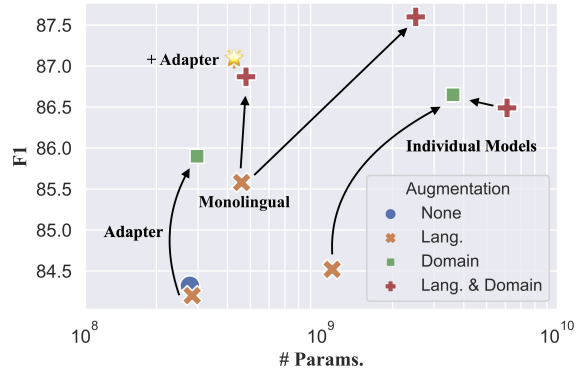 87.5
87.0
86.5
86.0
85.5
85.0
84.5
F1
+ Adapter
Individual Models
Monolingual
Adapter
Augmentation
None
Lang.
Domain
Lang. & Domain
10^8
10^9
10^10
# Params.